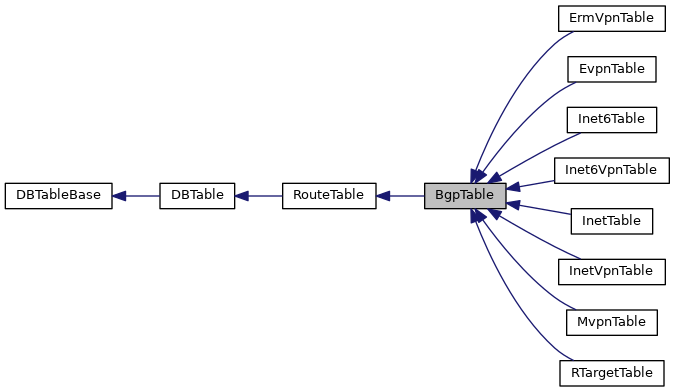 ErmVpnTable
EvpnTable
Inet6Table
Inet6VpnTable
DBTableBase
DBTable
RouteTable
BgpTable
InetTable
InetVpnTable
MvpnTable
RTargetTable